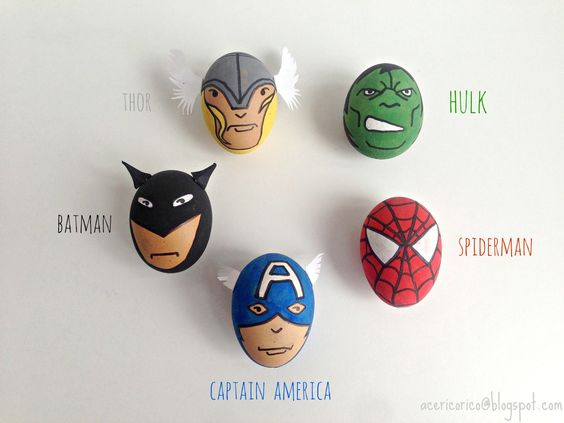 THOR
HULK
BATMAN
SPIDERMAN
A
CAPTAIN AMERICA
acericorico@blogspot.com